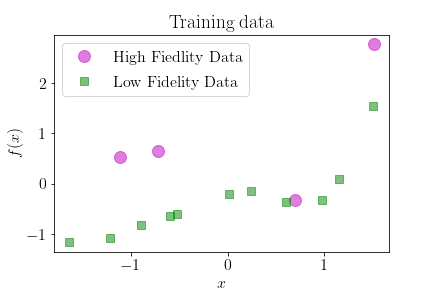 Training data
High Fiedlity Data
Low Fidelity Data
f(x)
2
1
0
−1
−1
0
1
x